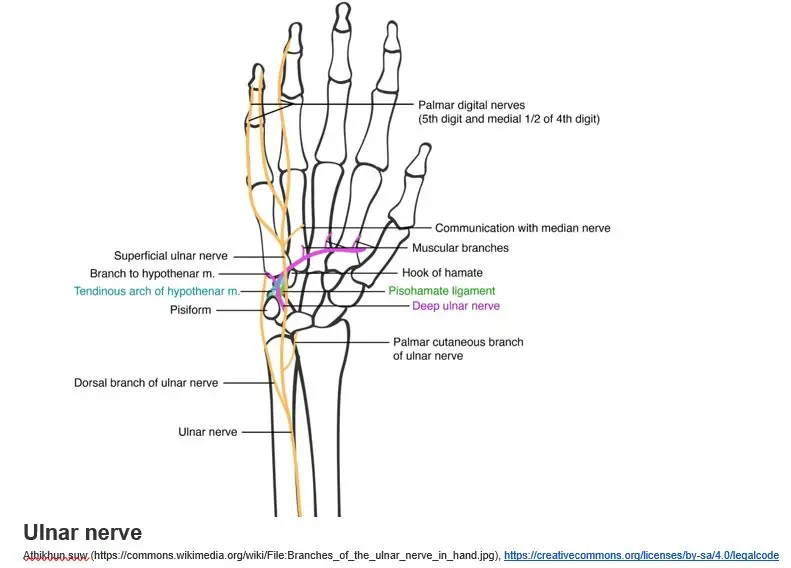 Palmar digital nerves
(5th digit and medial 1/2 of 4th digit)
Communication with median nerve
Muscular branches
Superficial ulnar nerve
Branch to hypothenar m.
Hook of hamate
Tendinous arch of hypothenar m.
Pisohamate ligament
Pisiform
Deep ulnar nerve
Palmar cutaneous branch
of ulnar nerve
Dorsal branch of ulnar nerve
Ulnar nerve
Ulnar nerve
Athikhun.suw (https://commons.wikimedia.org/wiki/File:Branches_of_the_ulnar_nerve_in_hand.jpg), https://creativecommons.org/licenses/by-sa/4.0/legalcode